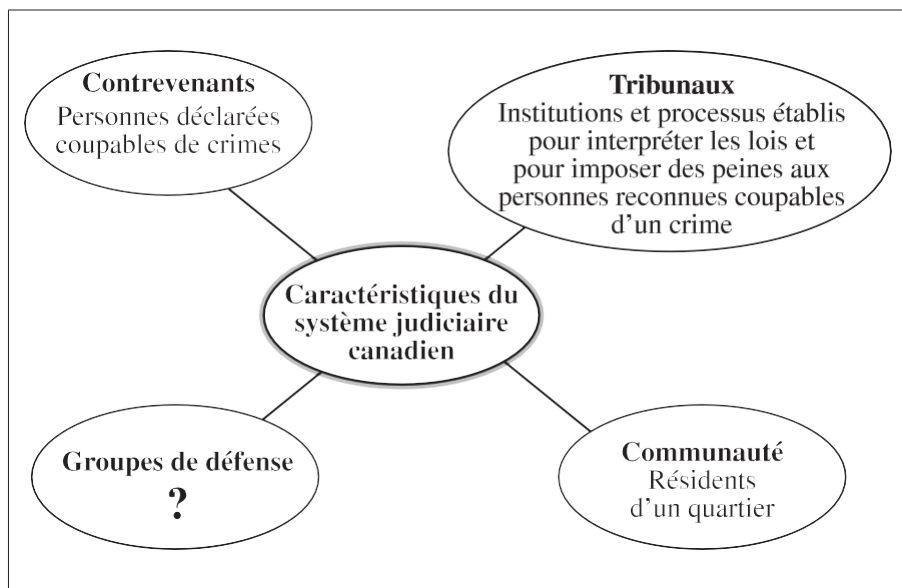 Contrevenants
Personnes déclarées
coupables de crimes
Tribunaux
Institutions et processus établis
pour interpréter les lois et
pour imposer des peines aux
personnes reconnues coupables
d'un crime
Caractéristiques du
système judiciaire
canadien
Groupes de défense
?
Communauté
Résidents
d'un quartier